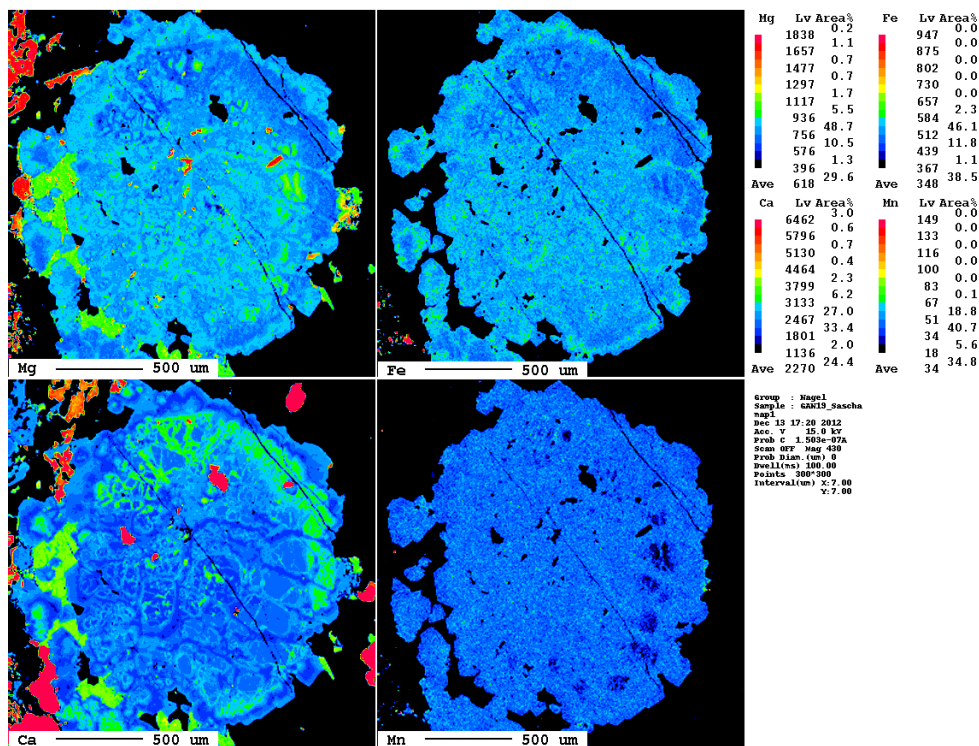 Mg Lv Area%
1838 0.2
1657 1.1
1477 0.7
1297 0.7
1117 1.7
936 5.5
756 48.7
576 10.5
396 1.3
Ave 618 29.6
Fe Lv Area%
947 0.0
875 0.0
802 0.0
730 0.0
657 0.0
584 2.3
512 46.1
439 11.8
367 1.1
Ave 348 38.5
Ca Lv Area%
6462 3.0
5796 0.6
5130 0.7
4464 0.4
3799 2.3
3133 6.2
2467 27.0
1801 33.4
1136 2.0
Ave 2270 24.4
Mn Lv Area%
149 0.0
133 0.0
116 0.0
100 0.0
83 0.0
67 0.1
51 18.8
34 40.7
18 5.6
Ave 34 34.8
Mg 500 um
Fe 500 um
Ca 500 um
Mn 500 um
Group : Nagel
Sample : GAN19_Sascha
map1
Dec 13 17:20 2012
Acc. V 15.0 kV
Prob C 1.503e-07A
Scan OFF Mag 430
Prob Diam.(um) 0
Dwell(ms) 100.00
Points 300*300
Interval(um) X:7.00
Y:7.00